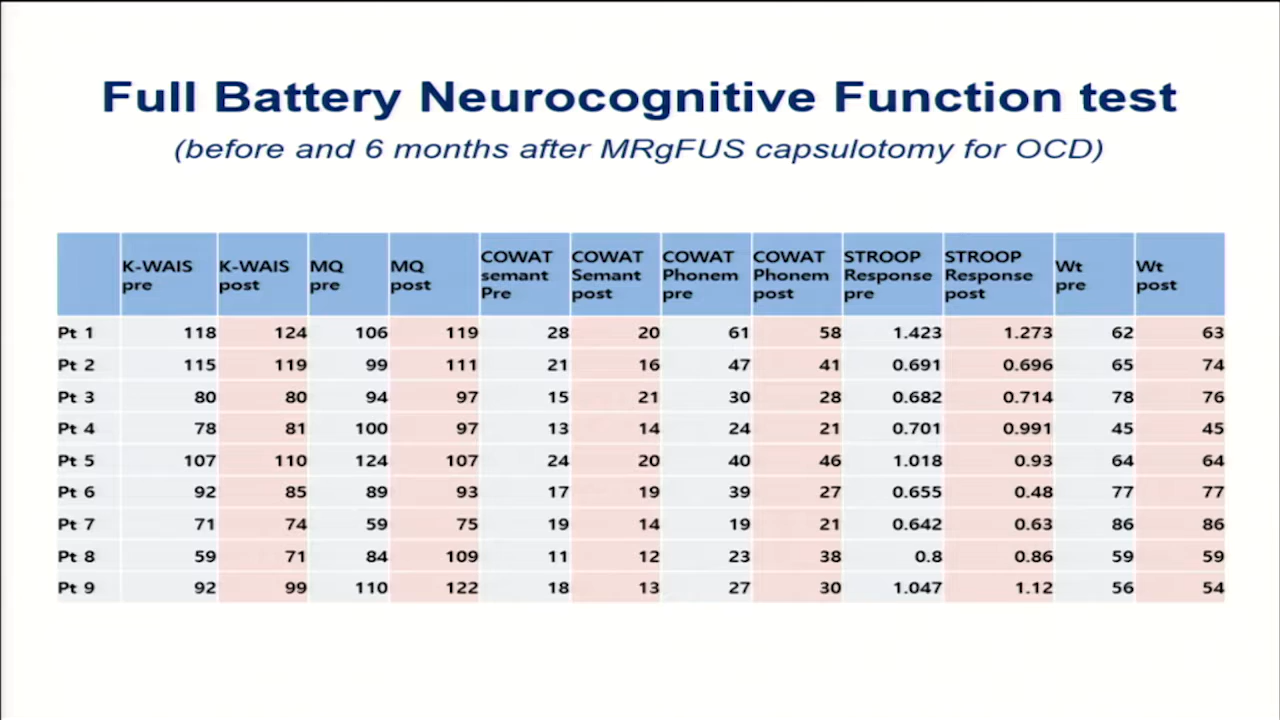 Full Battery Neurocognitive Function test
(before and 6 months after MRgFUS capsulotomy for OCD)
K-WAIS pre K-WAIS post MQ pre MQ post COWAT semant Pre COWAT Semant post COWAT Phonem pre COWAT Phonem post STROOP Response pre STROOP Response post Wt pre Wt post
Pt 1 118 124 106 119 28 20 61 58 1.423 1.273 62 63
Pt 2 115 119 99 111 21 16 47 41 0.691 0.696 65 74
Pt 3 80 80 94 97 15 21 30 28 0.682 0.714 78 76
Pt 4 78 81 100 97 13 14 24 21 0.701 0.991 45 45
Pt 5 107 110 124 107 24 20 40 46 1.018 0.93 64 64
Pt 6 92 85 89 93 17 19 39 27 0.655 0.48 77 77
Pt 7 71 74 59 75 19 14 19 21 0.642 0.63 86 86
Pt 8 59 71 84 109 11 12 23 38 0.8 0.86 59 59
Pt 9 92 99 110 122 18 13 27 30 1.047 1.12 56 54